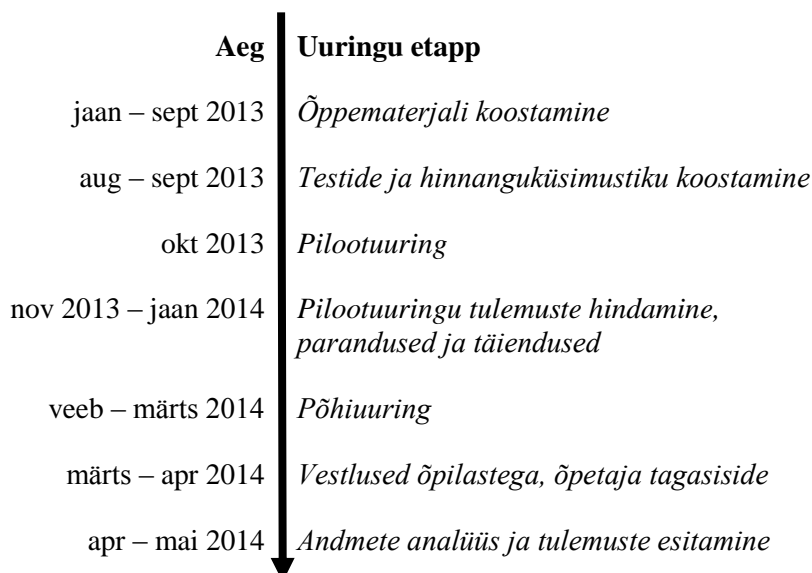 Aeg Uuringu etapp
jaan – sept 2013 Õppematerjali koostamine
aug – sept 2013 Testide ja hinnanguküsimustiku koostamine
okt 2013 Pilootuuring
nov 2013 – jaan 2014 Pilootuuringu tulemuste hindamine,
parandused ja täiendused
veeb – märts 2014 Põhiuuring
märts – apr 2014 Vestlused õpilastega, õpetaja tagasiside
apr – mai 2014 Andmete analüüs ja tulemuste esitamine